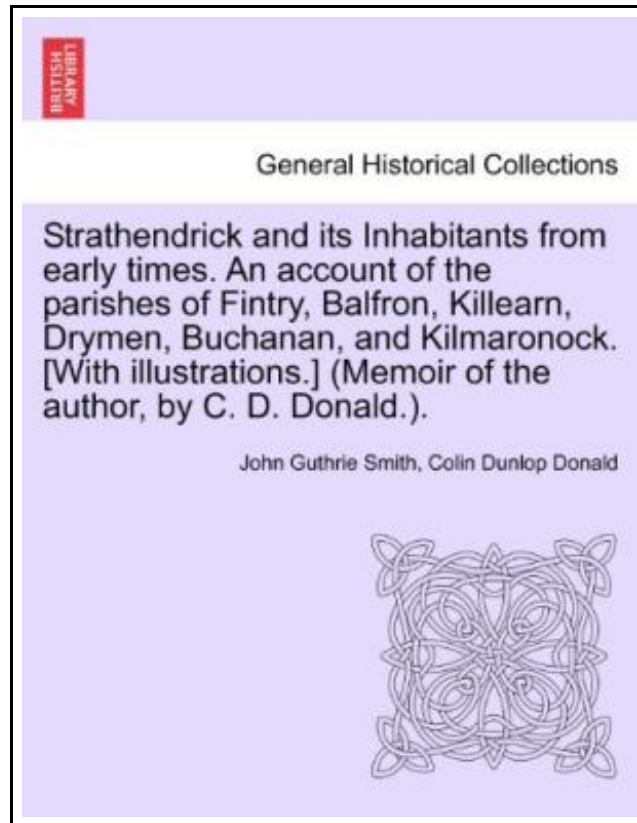 BRITISH
LIBRARY
General Historical Collections
Strathendrick and its Inhabitants from
early times. An account of the
parishes of Fintry, Balfron, Killearn,
Drymen, Buchanan, and Kilmaronock.
[With illustrations.] (Memoir of the
author, by C. D. Donald.).
John Guthrie Smith, Colin Dunlop Donald